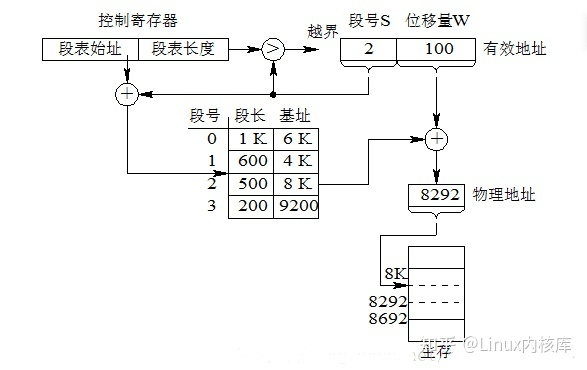 控制寄存器
段表始址 段表长度 > 越界
段号S 位移量W
2 100 有效地址
+
段号 段长 基址
0 1 K 6 K
1 600 4 K
2 500 8 K
3 200 9200
+
8292 物理地址
8K
8292
8692
主存
知乎 @Linux内核库